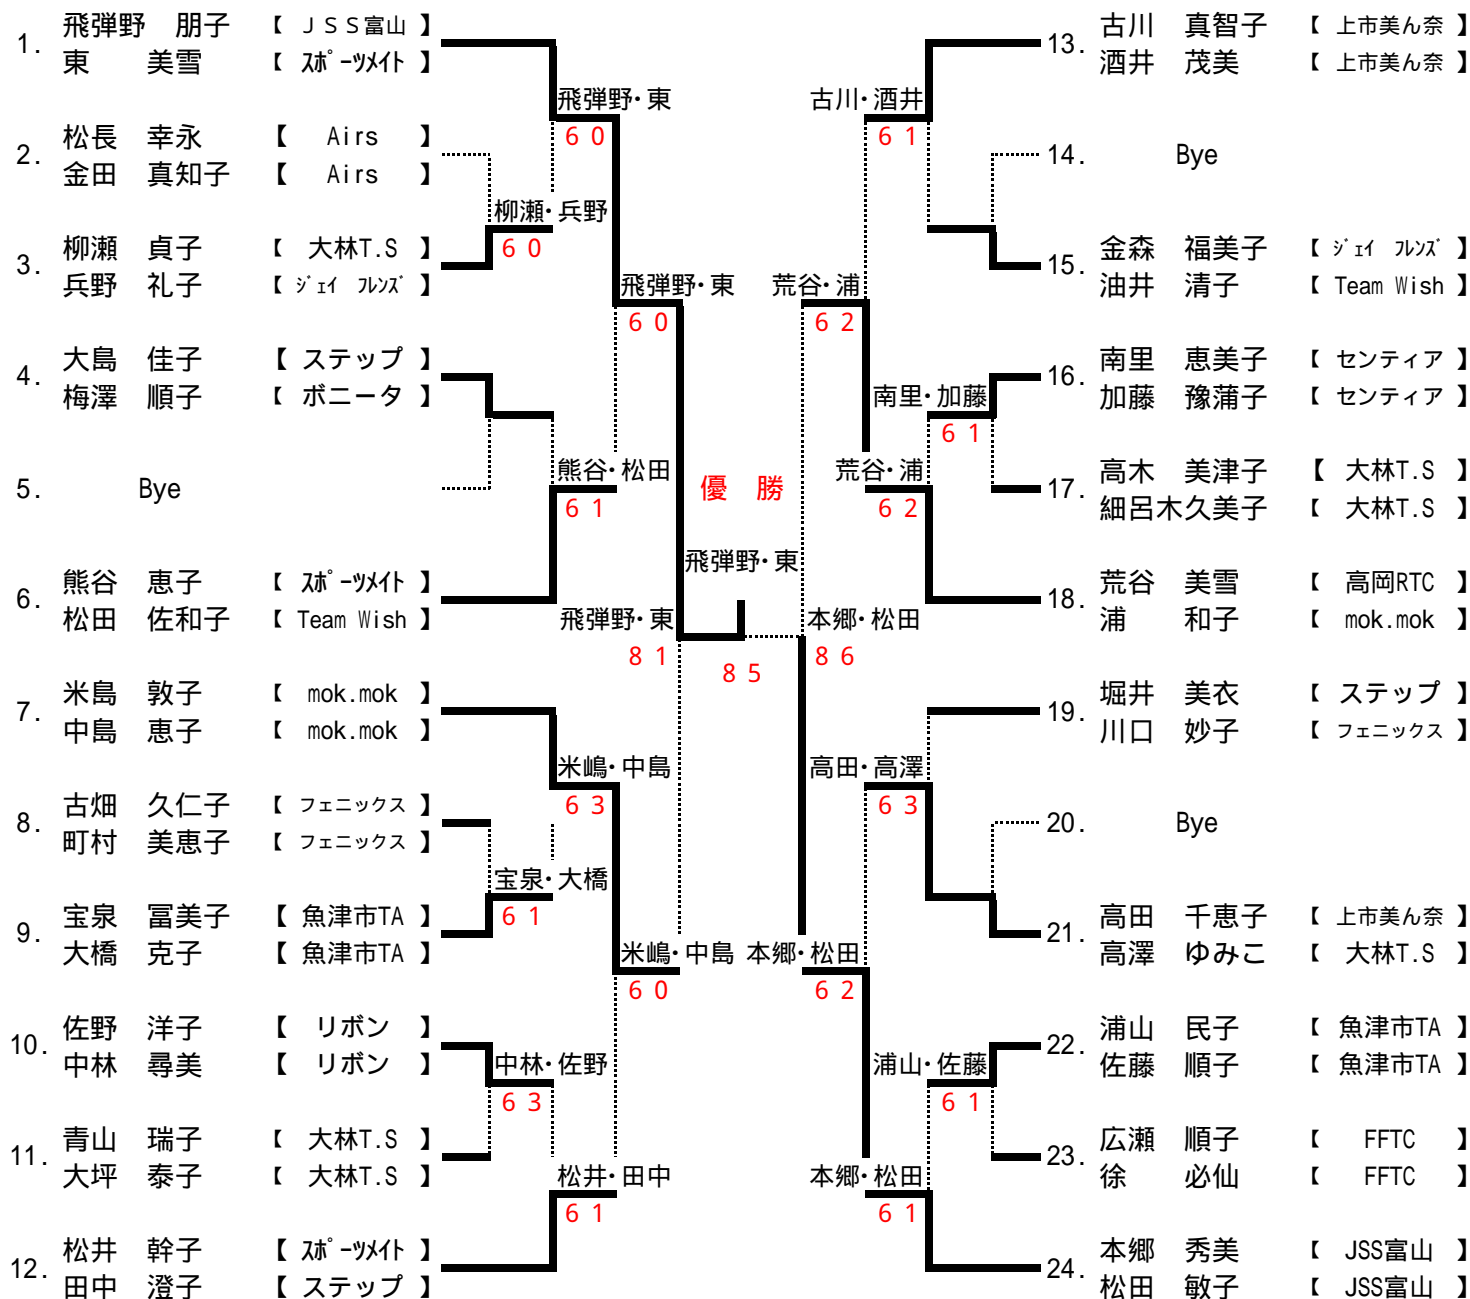 1. 飛弾野 朋子 【 ＪＳＳ富山 】
東 美雪 【 ｽﾎﾟｰﾂﾒｲﾄ 】
2. 松長 幸永 【 Airs 】
金田 真知子 【 Airs 】
3. 柳瀬 貞子 【 大林T.S 】
兵野 礼子 【 ｼﾞｪｲ ﾌﾚﾝｽﾞ 】
4. 大島 佳子 【 ステップ 】
梅澤 順子 【 ボニータ 】
5. Bye
6. 熊谷 恵子 【 ｽﾎﾟｰﾂﾒｲﾄ 】
松田 佐和子 【 Team Wish 】
7. 米島 敦子 【 mok.mok 】
中島 恵子 【 mok.mok 】
8. 古畑 久仁子 【 フェニックス 】
町村 美恵子 【 フェニックス 】
9. 宝泉 冨美子 【 魚津市TA 】
大橋 克子 【 魚津市TA 】
10. 佐野 洋子 【 リボン 】
中林 尋美 【 リボン 】
11. 青山 瑞子 【 大林T.S 】
大坪 泰子 【 大林T.S 】
12. 松井 幹子 【 ｽﾎﾟｰﾂﾒｲﾄ 】
田中 澄子 【 ステップ 】
飛弾野・東
6 0
柳瀬・兵野
6 0
飛弾野・東
6 0
熊谷・松田
6 1
飛弾野・東
8 1
米嶋・中島
6 3
宝泉・大橋
6 1
米嶋・中島
6 0
中林・佐野
6 3
松井・田中
6 1
優 勝
飛弾野・東
8 5
古川・酒井
6 1
荒谷・浦
6 2
南里・加藤
6 1
荒谷・浦
6 2
本郷・松田
8 6
高田・高澤
6 3
本郷・松田
6 2
浦山・佐藤
6 1
本郷・松田
6 1
13. 古川 真智子 【 上市美ん奈 】
酒井 茂美 【 上市美ん奈 】
14. Bye
15. 金森 福美子 【 ｼﾞｪｲ ﾌﾚﾝｽﾞ 】
油井 清子 【 Team Wish 】
16. 南里 恵美子 【 センティア 】
加藤 豫蒲子 【 センティア 】
17. 高木 美津子 【 大林T.S 】
細呂木久美子 【 大林T.S 】
18. 荒谷 美雪 【 高岡RTC 】
浦 和子 【 mok.mok 】
19. 堀井 美衣 【 ステップ 】
川口 妙子 【 フェニックス 】
20. Bye
21. 高田 千恵子 【 上市美ん奈 】
高澤 ゆみこ 【 大林T.S 】
22. 浦山 民子 【 魚津市TA 】
佐藤 順子 【 魚津市TA 】
23. 広瀬 順子 【 FFTC 】
徐 必仙 【 FFTC 】
24. 本郷 秀美 【 JSS富山 】
松田 敏子 【 JSS富山 】